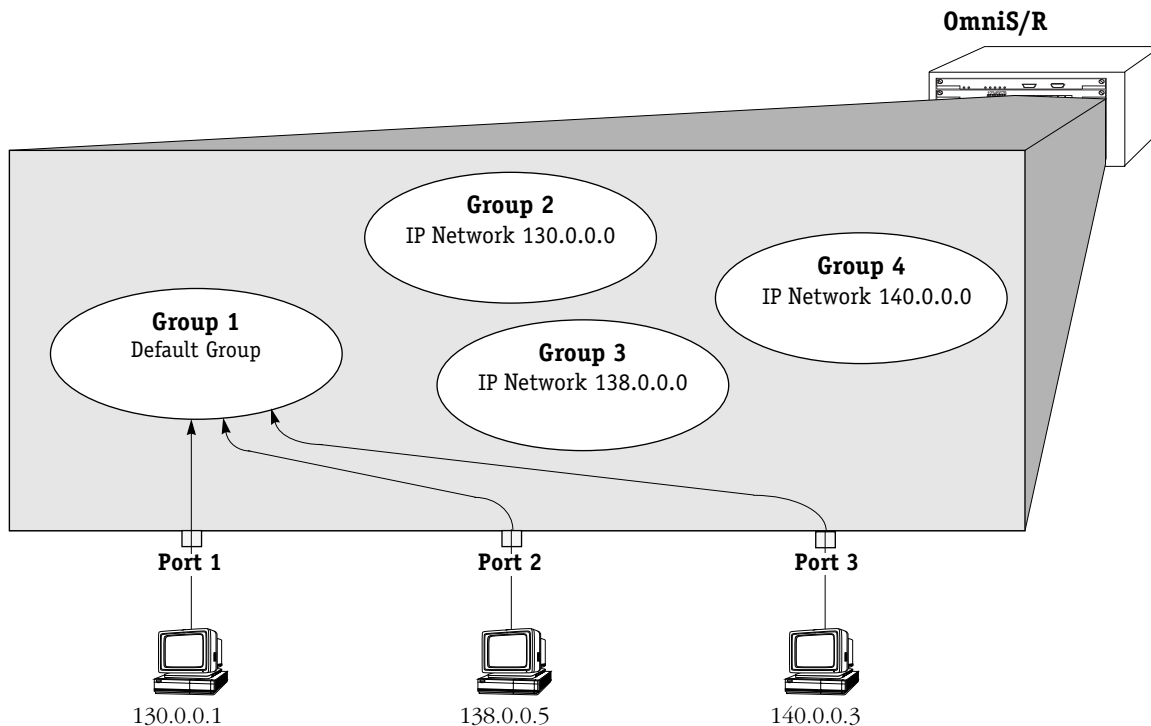 OmniS/R
Group 2
IP Network 130.0.0.0
Group 4
IP Network 140.0.0.0
Group 1
Default Group
Group 3
IP Network 138.0.0.0
Port 1
Port 2
Port 3
130.0.0.1
138.0.0.5
140.0.0.3